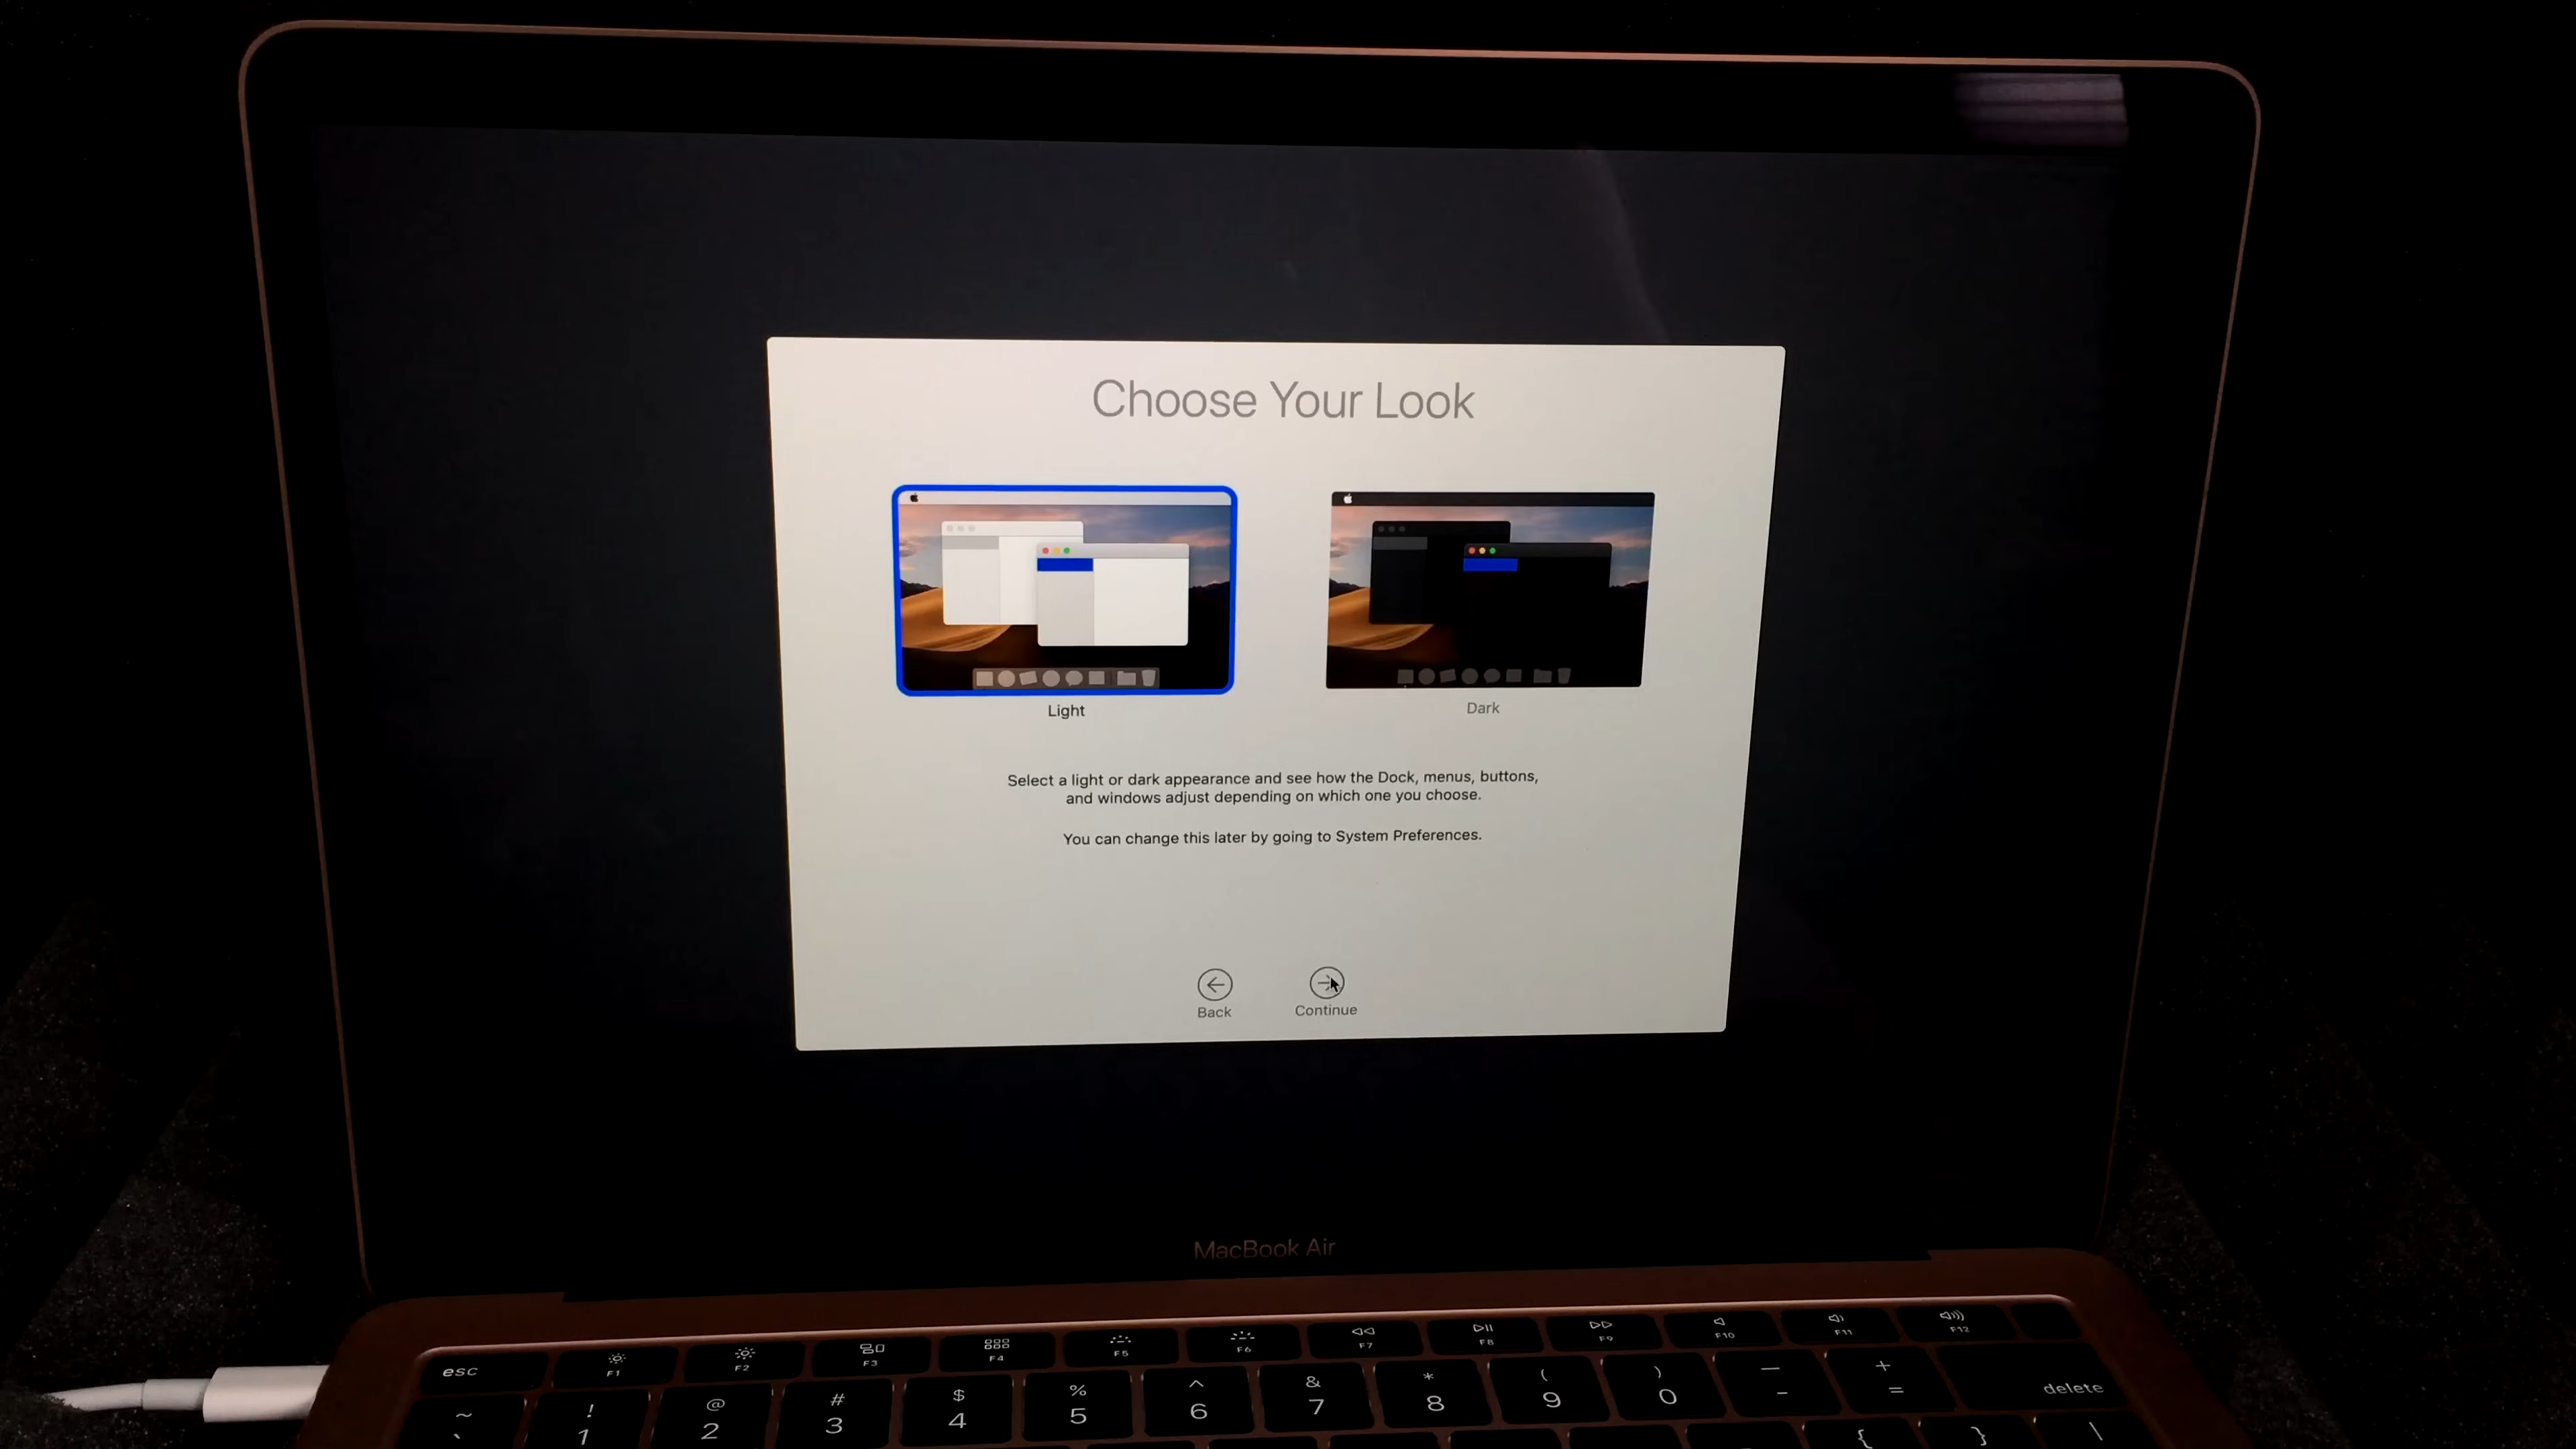 Choose Your Look
Light
Dark
Select a light or dark appearance and see how the Dock, menus, buttons,
and windows adjust depending on which one you choose.
You can change this later by going to System Preferences.
Back
Continue
MacBook Air
esc F1 F2 F3 F4 F5 F6 F7 F8 F9 F10 F11 F12
~ ! @ # $ % ^ & * ( ) — +
` 1 2 3 4 5 6 7 8 9 0 - = delete
{ } \